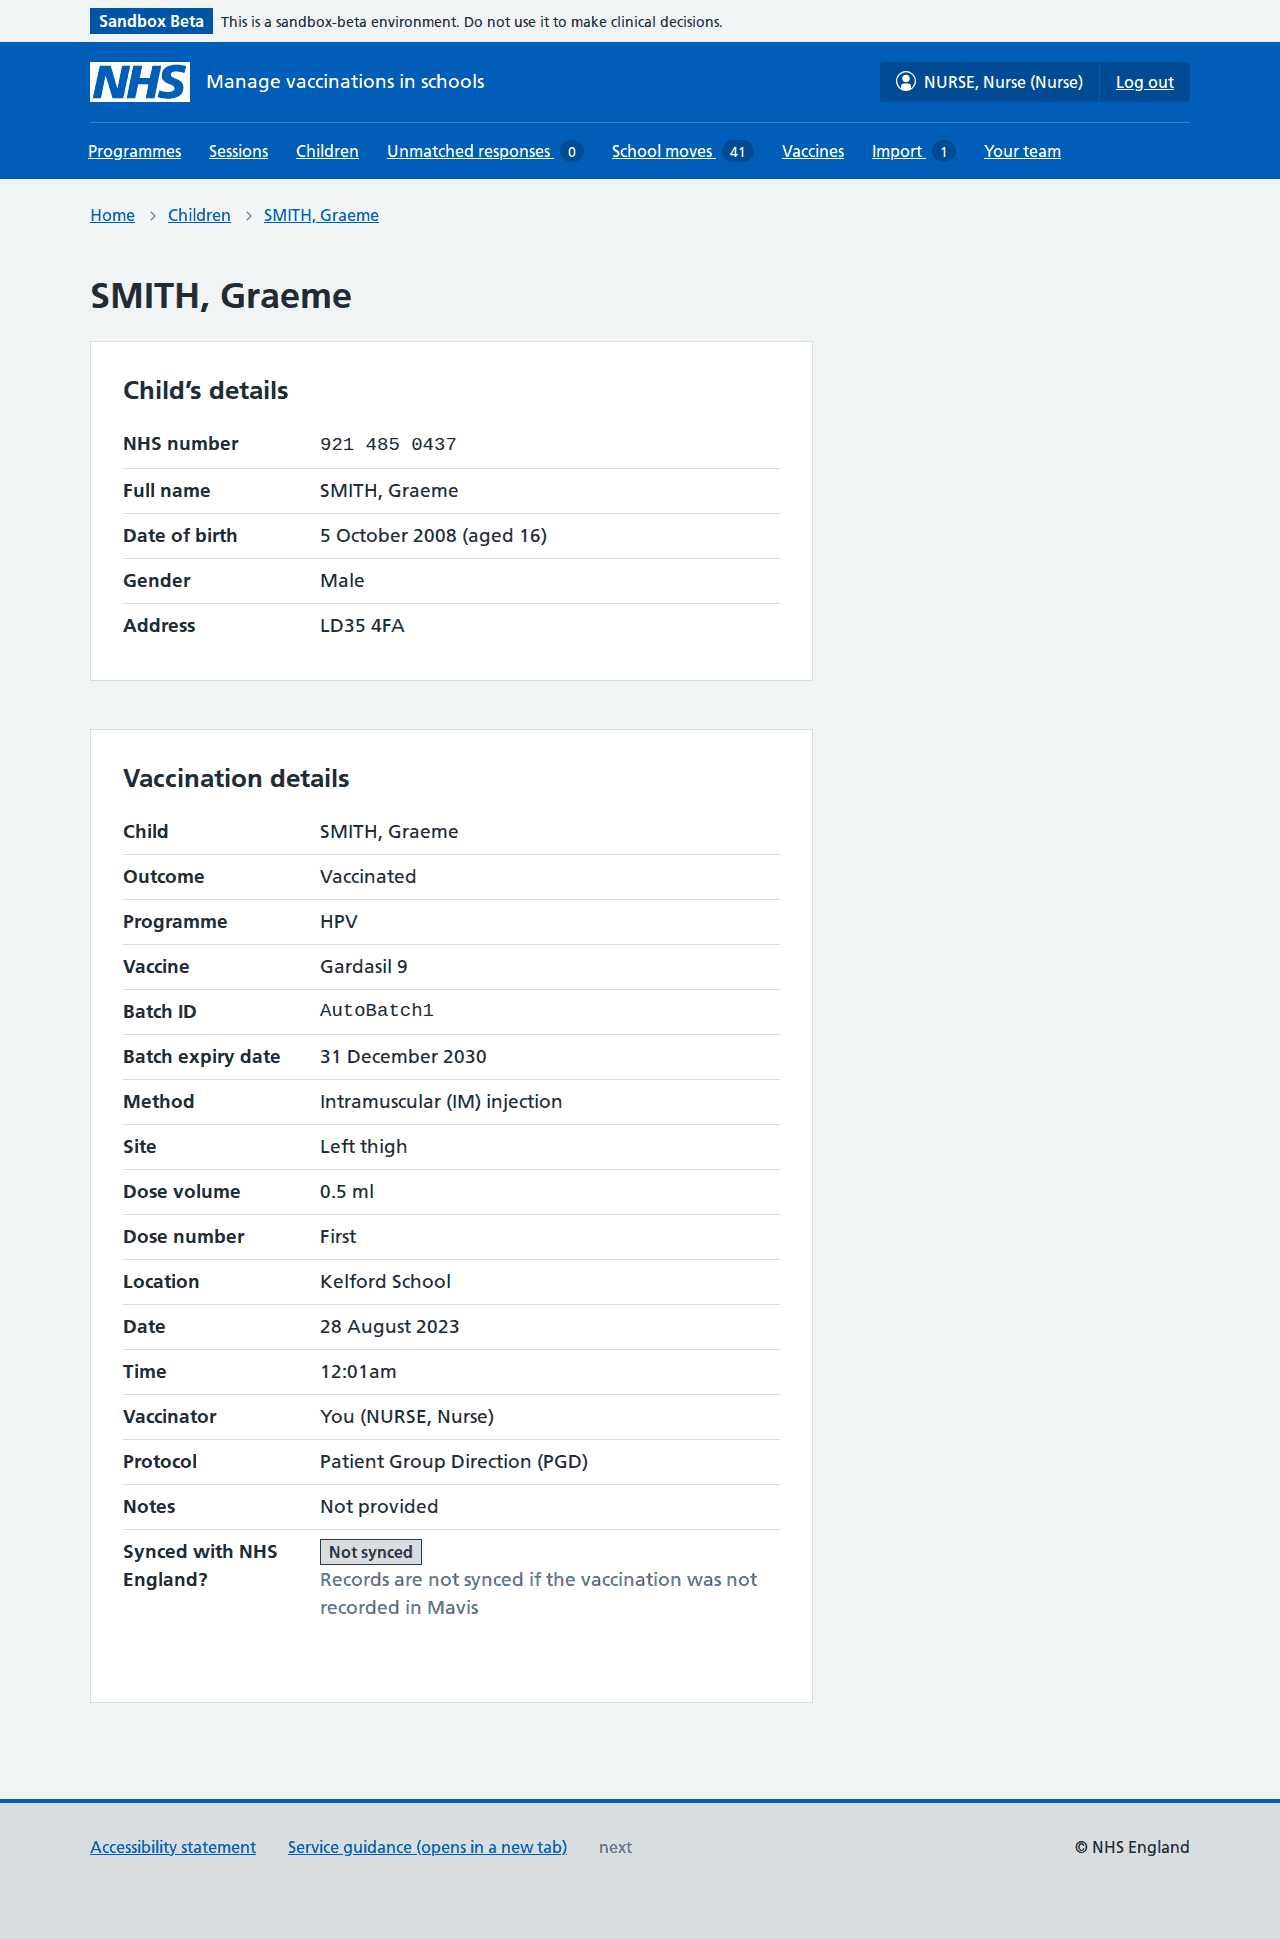 Sandbox Beta This is a sandbox-beta environment. Do not use it to make clinical decisions.
NHS Manage vaccinations in schools NURSE, Nurse (Nurse) Log out
Programmes Sessions Children Unmatched responses 0 School moves 41 Vaccines Import 1 Your team
Home Children SMITH, Graeme
SMITH, Graeme
Child’s details
NHS number 921 485 0437
Full name SMITH, Graeme
Date of birth 5 October 2008 (aged 16)
Gender Male
Address LD35 4FA
Vaccination details
Child SMITH, Graeme
Outcome Vaccinated
Programme HPV
Vaccine Gardasil 9
Batch ID AutoBatch1
Batch expiry date 31 December 2030
Method Intramuscular (IM) injection
Site Left thigh
Dose volume 0.5 ml
Dose number First
Location Kelford School
Date 28 August 2023
Time 12:01am
Vaccinator You (NURSE, Nurse)
Protocol Patient Group Direction (PGD)
Notes Not provided
Synced with NHS England? Not synced
Records are not synced if the vaccination was not
recorded in Mavis
Accessibility statement Service guidance (opens in a new tab) next © NHS England